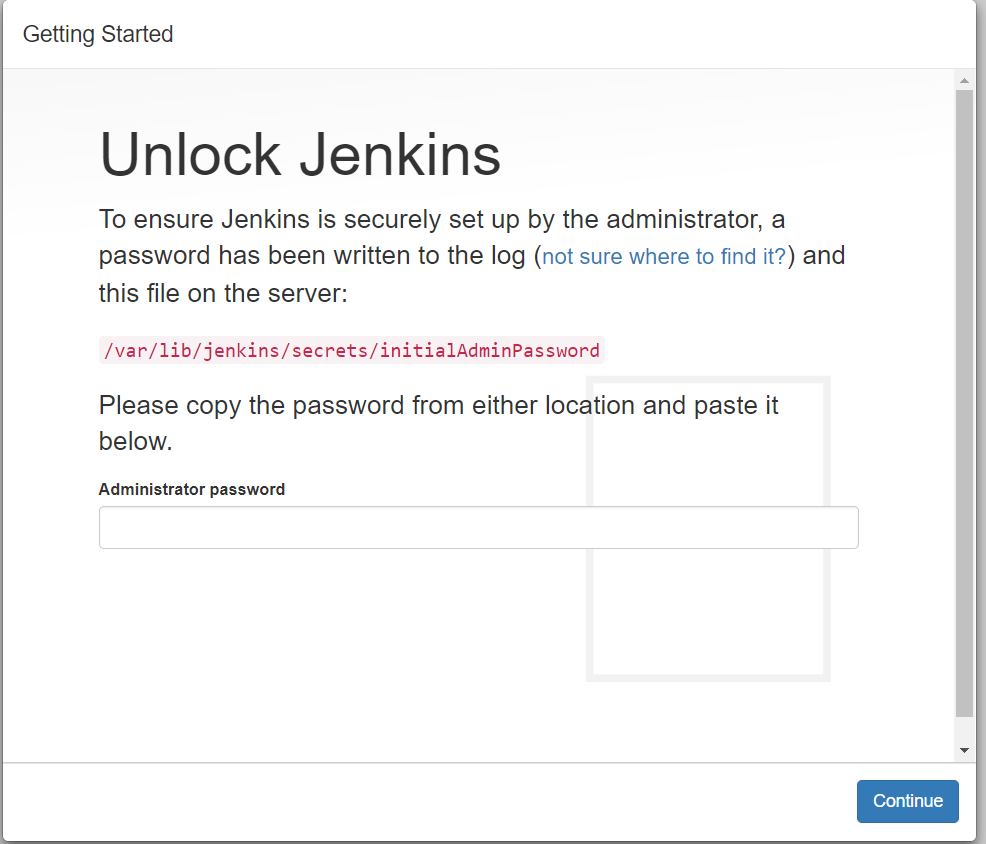 Getting Started
Unlock Jenkins
To ensure Jenkins is securely set up by the administrator, a
password has been written to the log (not sure where to find it?) and
this file on the server:
/var/lib/jenkins/secrets/initialAdminPassword
Please copy the password from either location and paste it
below.
Administrator password
Continue